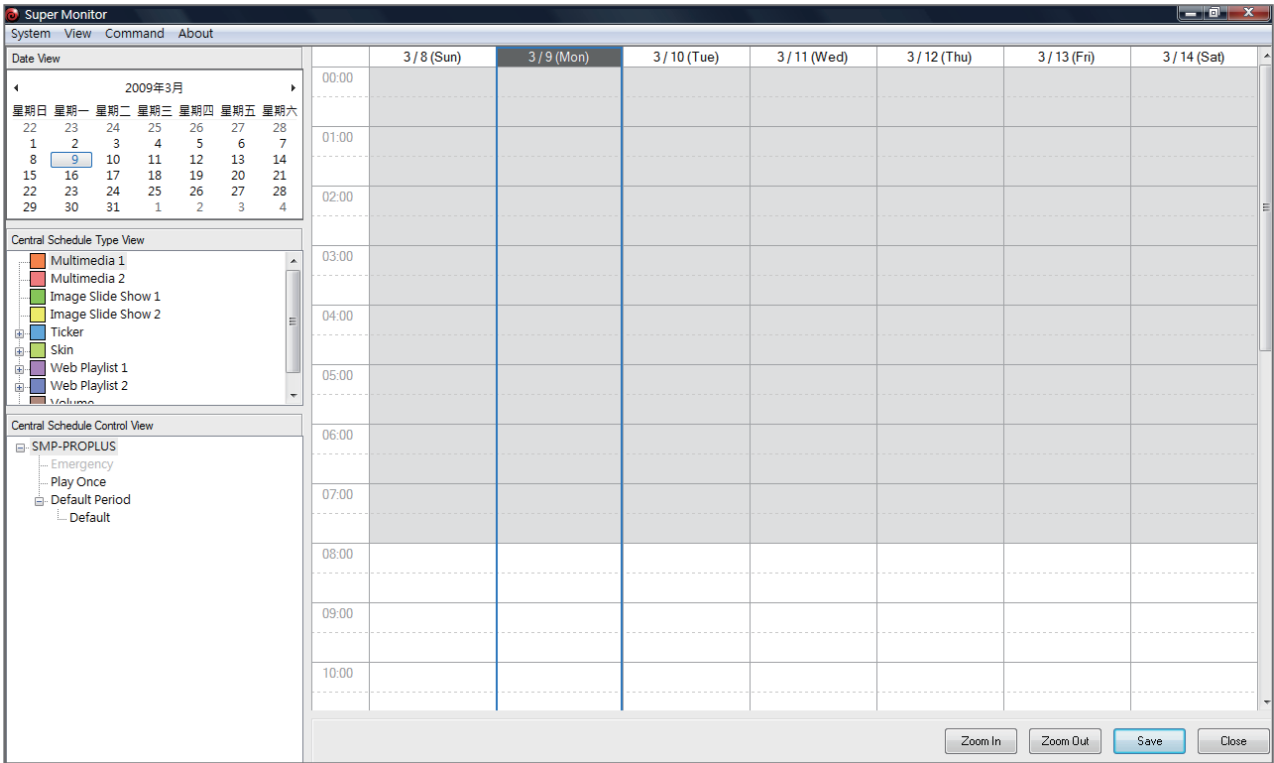 Super Monitor
System View Command About
Date View
2009年3月
星期日 星期一 星期二 星期三 星期四 星期五 星期六
22 23 24 25 26 27 28
1 2 3 4 5 6 7
8 9 10 11 12 13 14
15 16 17 18 19 20 21
22 23 24 25 26 27 28
29 30 31 1 2 3 4
Central Schedule Type View
Multimedia 1
Multimedia 2
Image Slide Show 1
Image Slide Show 2
Ticker
Skin
Web Playlist 1
Web Playlist 2
Volume
Central Schedule Control View
SMP-PROPLUS
Emergency
Play Once
Default Period
Default
3 / 8 (Sun) 3 / 9 (Mon) 3 / 10 (Tue) 3 / 11 (Wed) 3 / 12 (Thu) 3 / 13 (Fri) 3 / 14 (Sat)
00:00
01:00
02:00
03:00
04:00
05:00
06:00
07:00
08:00
09:00
10:00
Zoom In Zoom Out Save Close